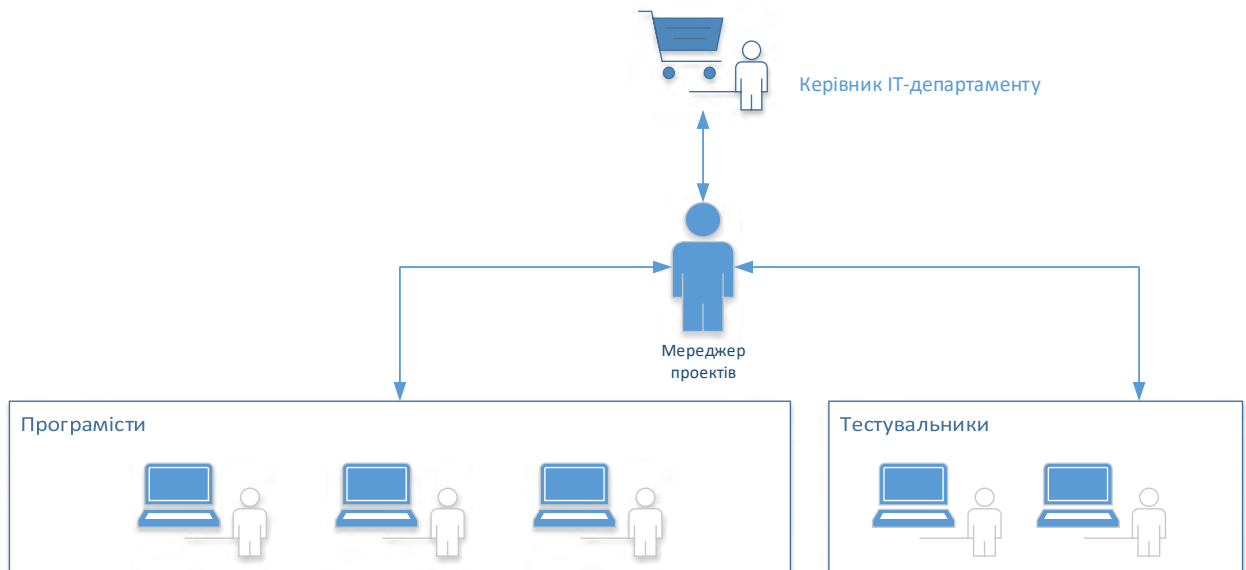 Керівник ІТ-департаменту
Мереджер
проектів
Програмісти
Тестувальники